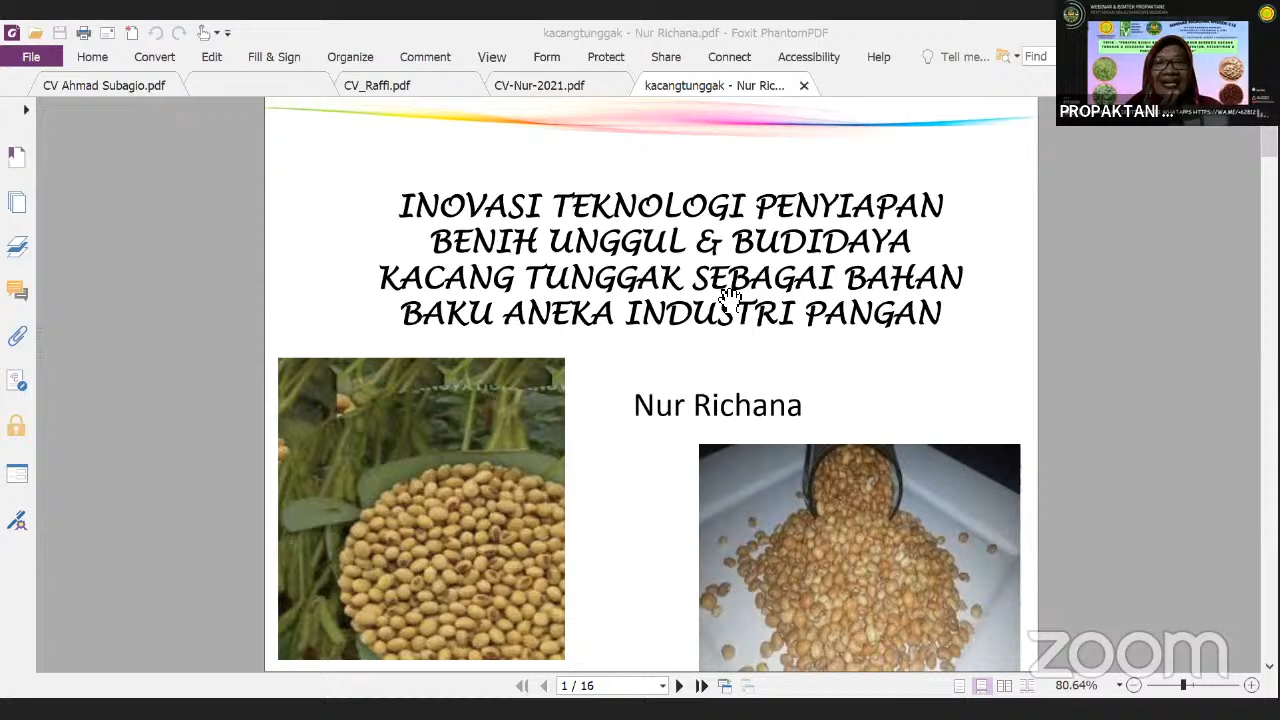 kacangtunggak - Nur Richana.pdf - Foxit PhantomPDF
File Home Convert Edit Fill & Sign Organize Comment View Form Protect Share Connect Accessibility Help Tell me... Find
CV Ahmad Subagio.pdf CV_Raffi.pdf CV-Nur-2021.pdf kacangtunggak - Nur Ric...
WEBINAR & BIMTEK PROPAKTANI
PROPAKTANI ...
INOVASI TEKNOLOGI PENYIAPAN
BENIH UNGGUL & BUDIDAYA
KACANG TUNGGAK SEBAGAI BAHAN
BAKU ANEKA INDUSTRI PANGAN
Nur Richana
zoom
1 / 16
80.64%